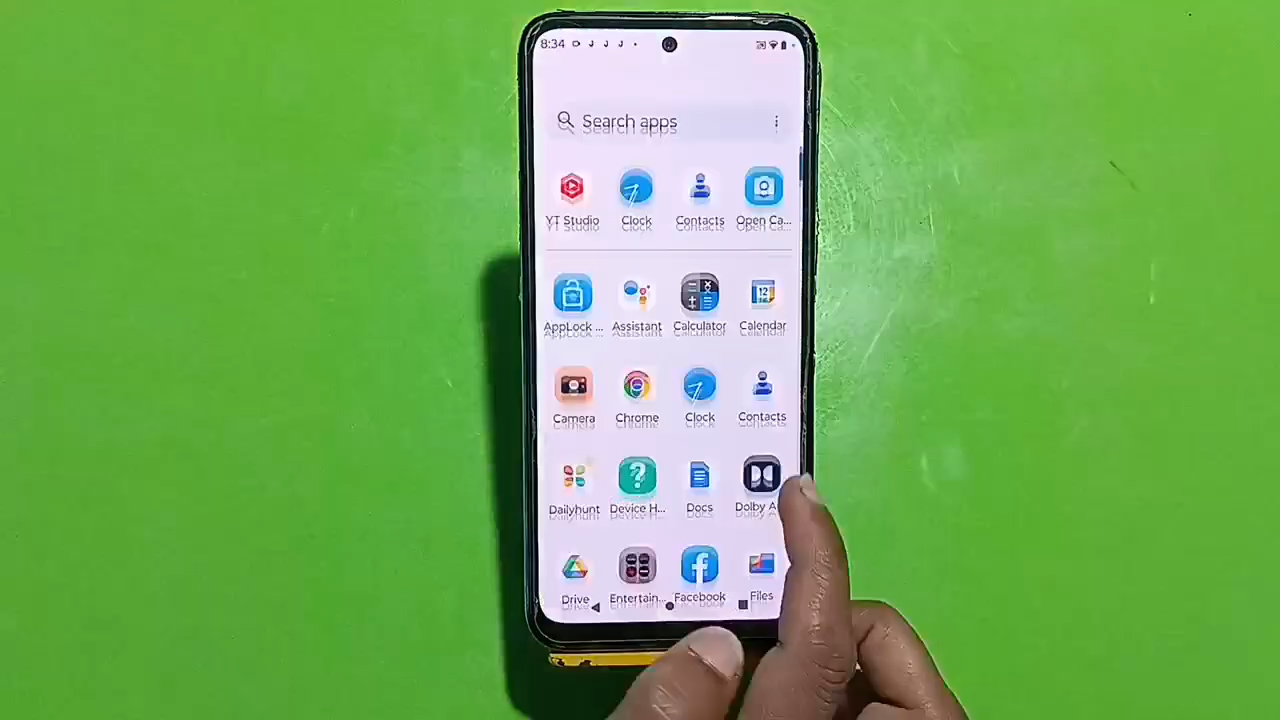 8:34
Search apps
YT Studio Clock Contacts Open Ca...
AppLock ... Assistant Calculator Calendar
12
Camera Chrome Clock Contacts
Dailyhunt Device H... Docs Dolby A
Drive Entertain... Facebook Files